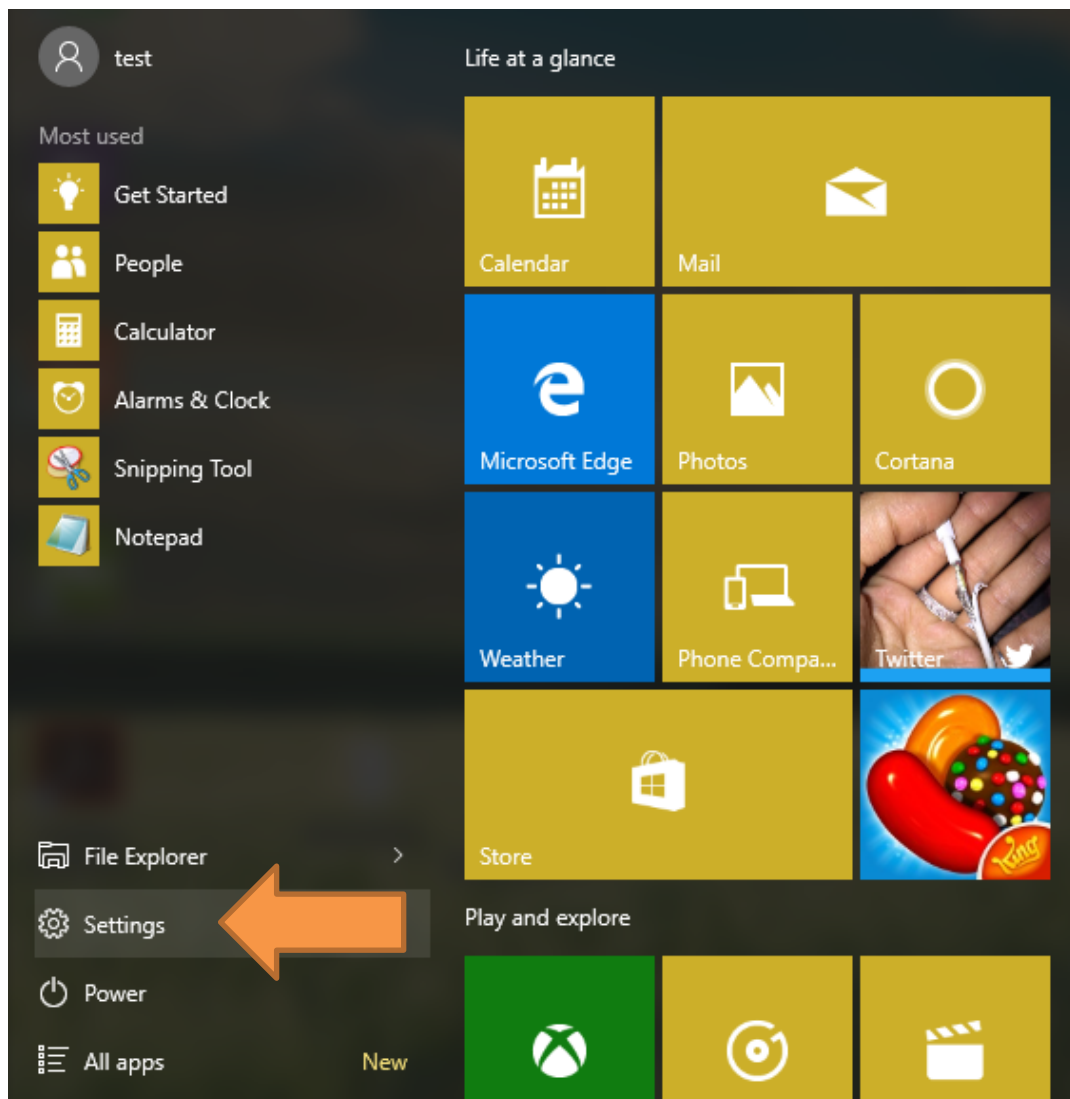 test
Most used
Get Started
People
Calculator
Alarms & Clock
Snipping Tool
Notepad
File Explorer
Settings
Power
All apps New
Life at a glance
Calendar
Mail
Microsoft Edge
Photos
Cortana
Weather
Phone Compa...
Twitter
Store
King
Play and explore